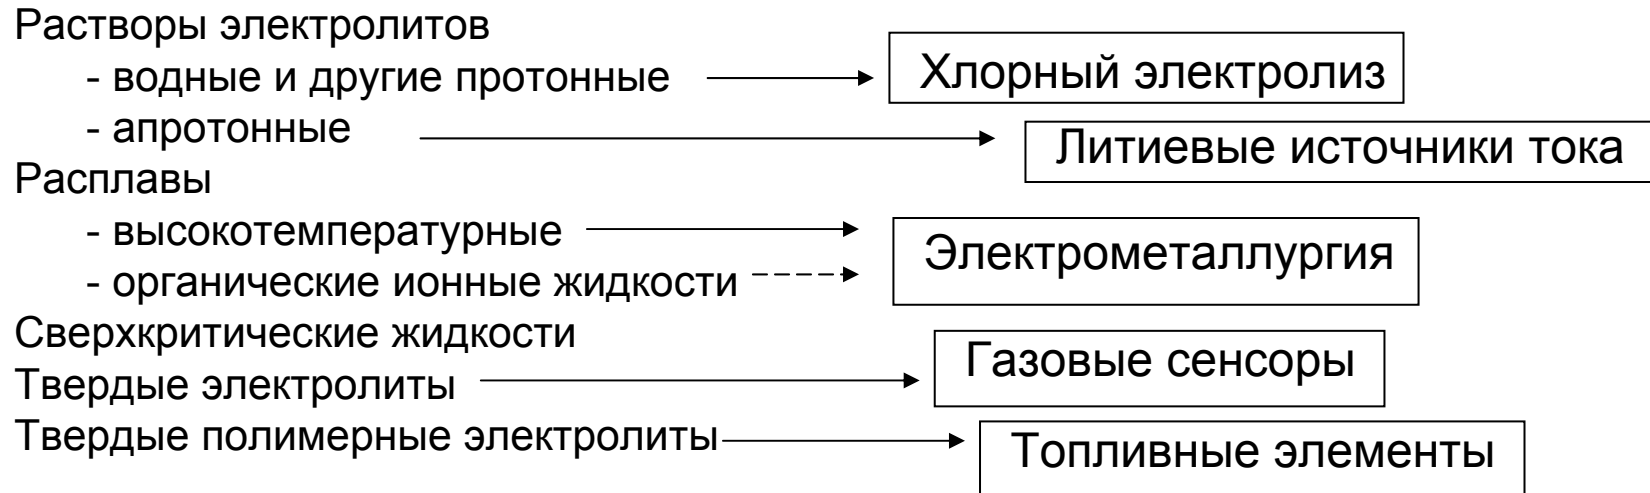 Растворы электролитов
- водные и другие протонные
Хлорный электролиз
- апротонные
Литиевые источники тока
Расплавы
- высокотемпературные
Электрометаллургия
- органические ионные жидкости
Сверхкритические жидкости
Газовые сенсоры
Твердые электролиты
Твердые полимерные электролиты
Топливные элементы